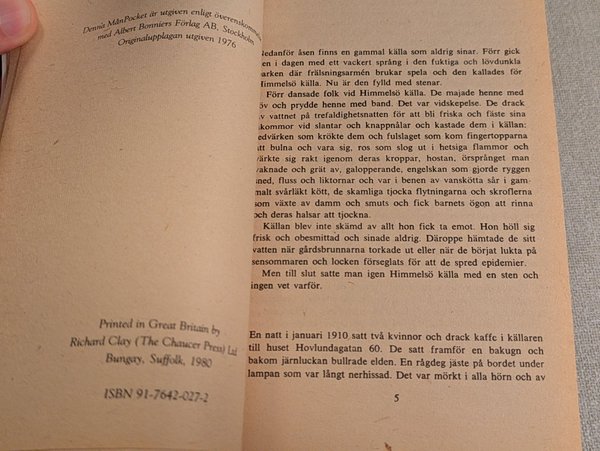 Denna MånPocket är utgiven enligt överenskommelse
med Albert Bonniers Förlag AB, Stockholm
Originalupplagan utgiven 1976
Printed in Great Britain by
Richard Clay (The Chaucer Press) Ltd
Bungay, Suffolk, 1980
ISBN 91-7642-027-2
Nedanför åsen finns en gammal källa som aldrig sinar. Förr gick
en i dagen med ett vackert språng i den fuktiga och lövdunkla
parken där frälsningsarmén brukar spela och den kallades för
Himmelsö källa. Nu är den fylld med stenar.
Förr dansade folk vid Himmelsö källa. De majade henne med
löv och prydde henne med band. Det var vidskepelse. De drack
av vattnet på trefaldighetsnatten för att bli friska och fäste sina
åkommor vid slantar och knappnålar och kastade dem i källan:
ledvärken som krökte dem och fulslaget som kom fingertopparna
att bulna och vara sig, ros som slog ut i hetsiga flammor och
värkte sig rakt igenom deras kroppar, hostan, örsprånget man
vaknade och grät av, galopperande, engelskan som gjorde ryggen
sned, fluss och liktornar och var i benen av vanskötta sår i gam-
malt svårläkt kött, de skamliga tjocka flytningarna och skroflerna
som växte av damm och smuts och fick barnets ögon att rinna
och deras halsar att tjockna.
Källan blev inte skämd av allt hon fick ta emot. Hon höll sig
frisk och obesmittad och sinade aldrig. Däroppe hämtade de sitt
vatten när gårdsbrunnarna torkade ut eller när de börjat lukta på
sensommaren och locken förseglats för att de spred epidemier.
Men till slut satte man igen Himmelsö källa med en sten och
ingen vet varför.
En natt i januari 1910 satt två kvinnor och drack kaffe i källaren
till huset Hovlundagatan 60. De satt framför en bakugn och
bakom järnluckan bullrade elden. En rågdeg jäste på bordet under
lampan som var långt nerhissad. Det var mörkt i alla hörn och av
5